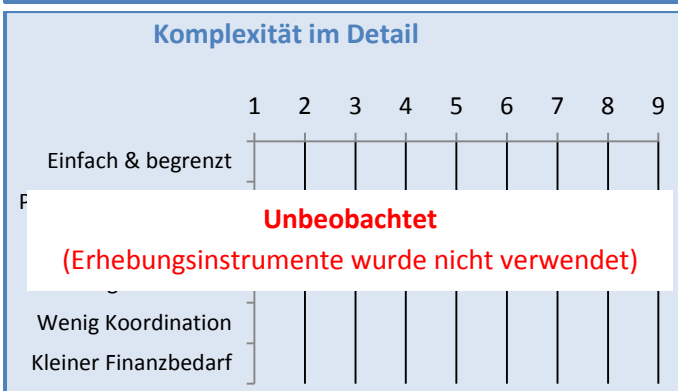 Komplexität im Detail
1 2 3 4 5 6 7 8 9
Einfach & begrenzt
Unbeobachtet
(Erhebungsinstrumente wurde nicht verwendet)
Wenig Koordination
Kleiner Finanzbedarf